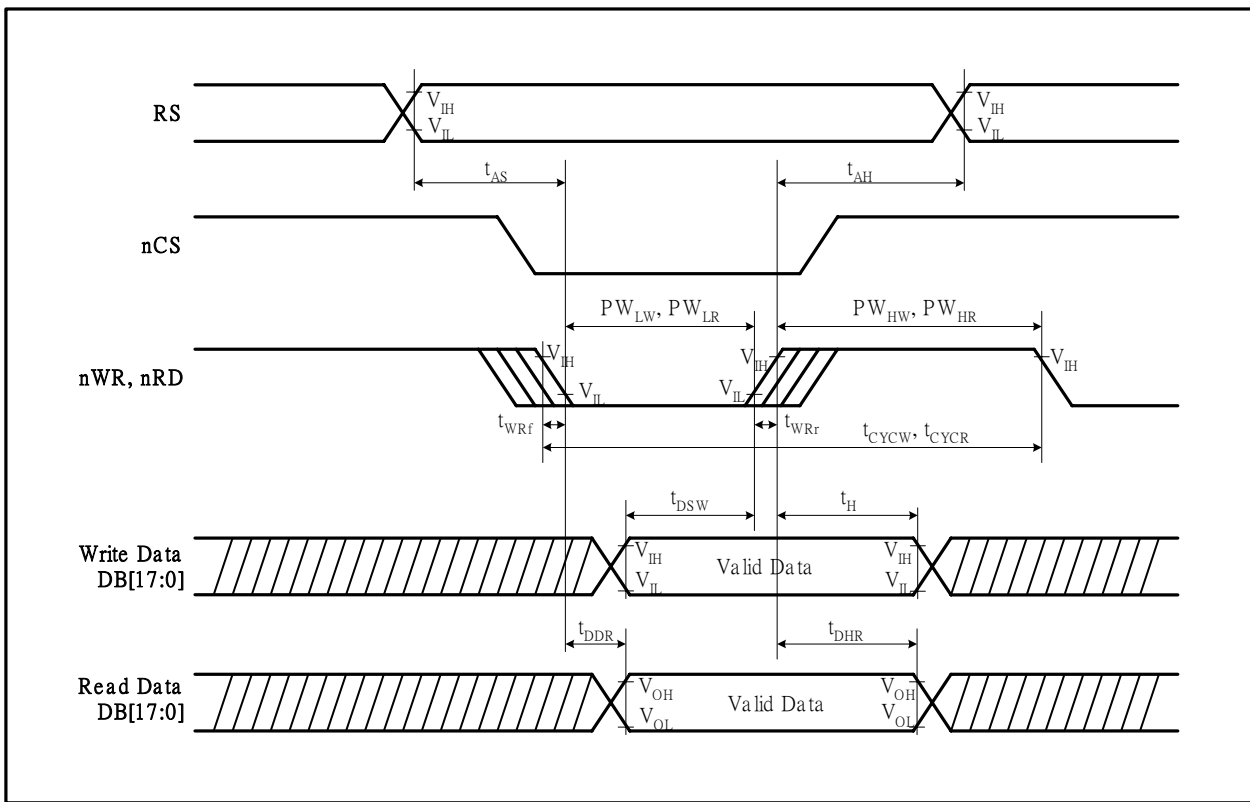 RS
V_IH
V_IL
V_IH
V_IL
t_AS
t_AH
nCS
PW_LW, PW_LR
PW_HW, PW_HR
nWR, nRD
V_IH
V_IL
V_IH
V_IL
V_IH
t_WRf
t_WRr
t_CYCW, t_CYCR
t_DSW
t_H
Write Data
DB[17:0]
V_IH
V_IL
Valid Data
V_IH
V_IL
t_DDR
t_DHR
Read Data
DB[17:0]
V_OH
V_OL
Valid Data
V_OH
V_OL